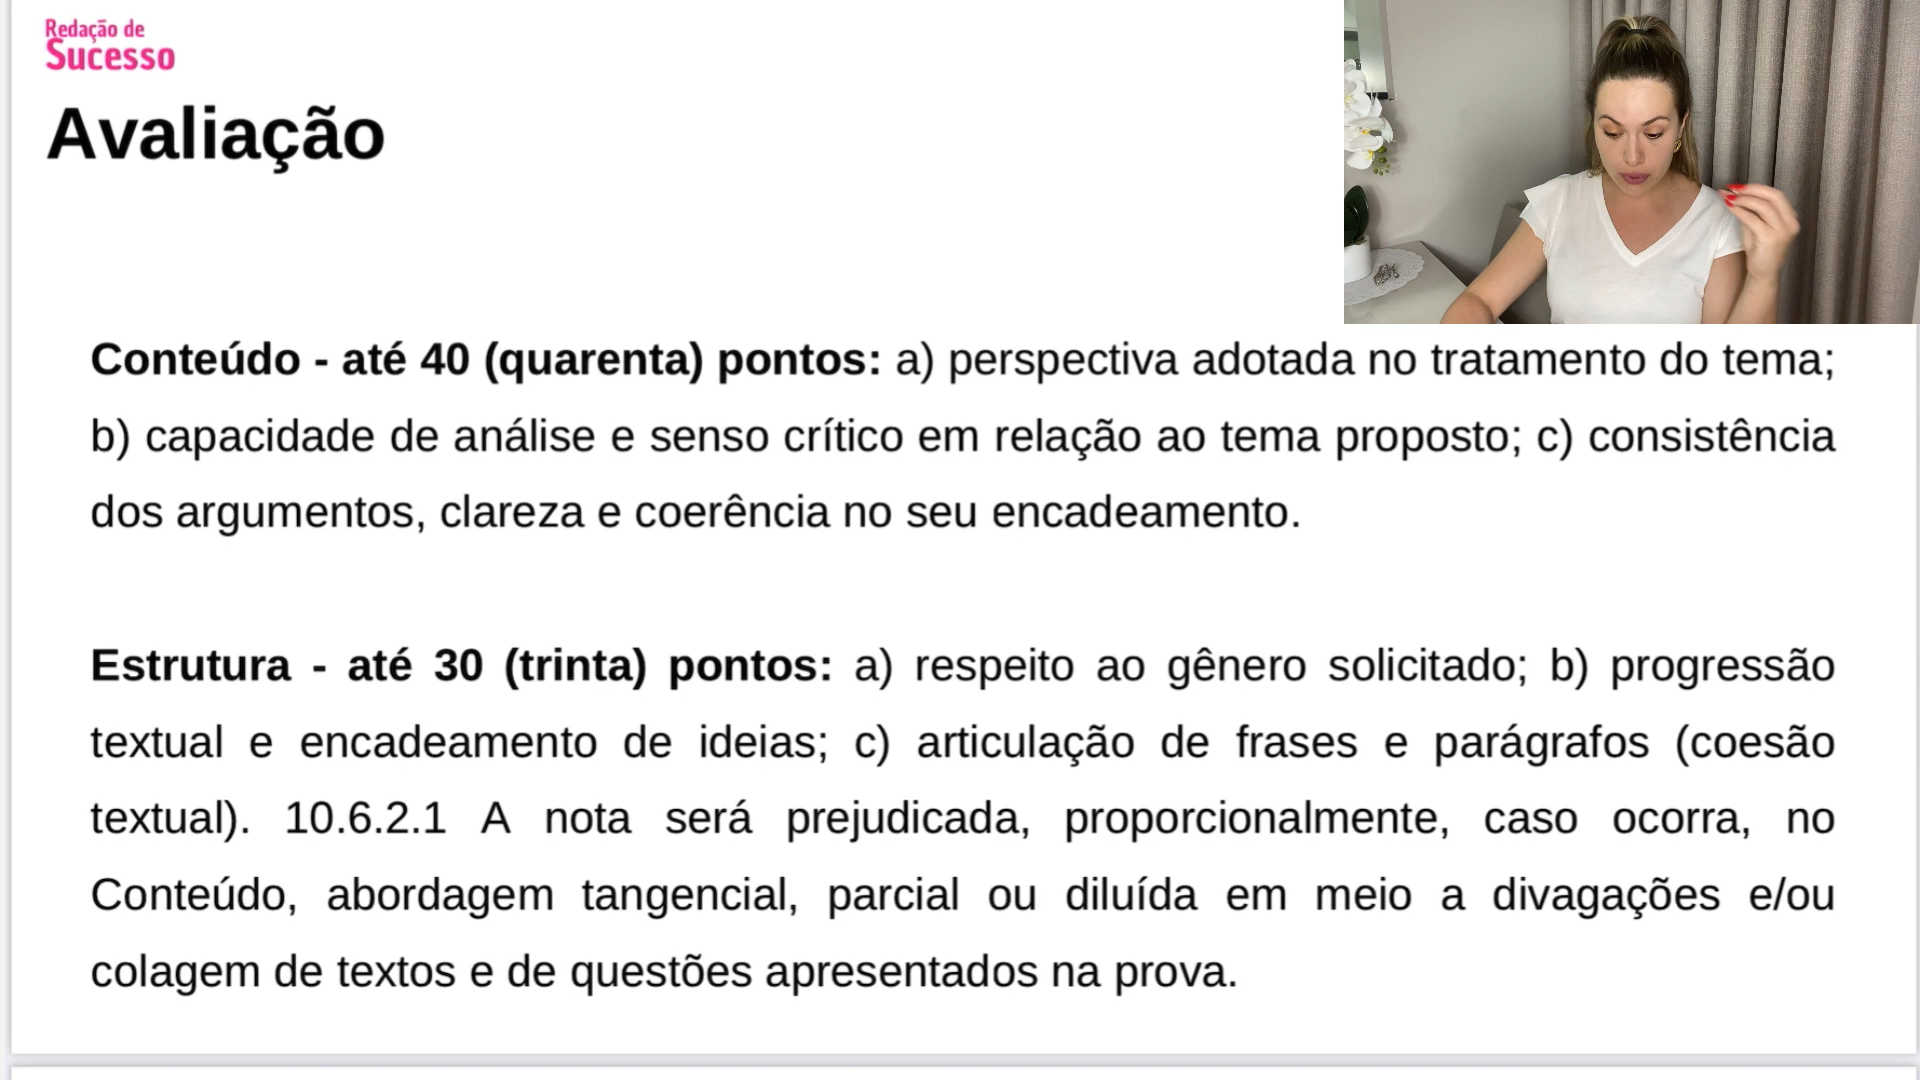 Redação de
Sucesso
Avaliação
Conteúdo - até 40 (quarenta) pontos: a) perspectiva adotada no tratamento do tema;
b) capacidade de análise e senso crítico em relação ao tema proposto; c) consistência
dos argumentos, clareza e coerência no seu encadeamento.
Estrutura - até 30 (trinta) pontos: a) respeito ao gênero solicitado; b) progressão
textual e encadeamento de ideias; c) articulação de frases e parágrafos (coesão
textual). 10.6.2.1 A nota será prejudicada, proporcionalmente, caso ocorra, no
Conteúdo, abordagem tangencial, parcial ou diluída em meio a divagações e/ou
colagem de textos e de questões apresentados na prova.